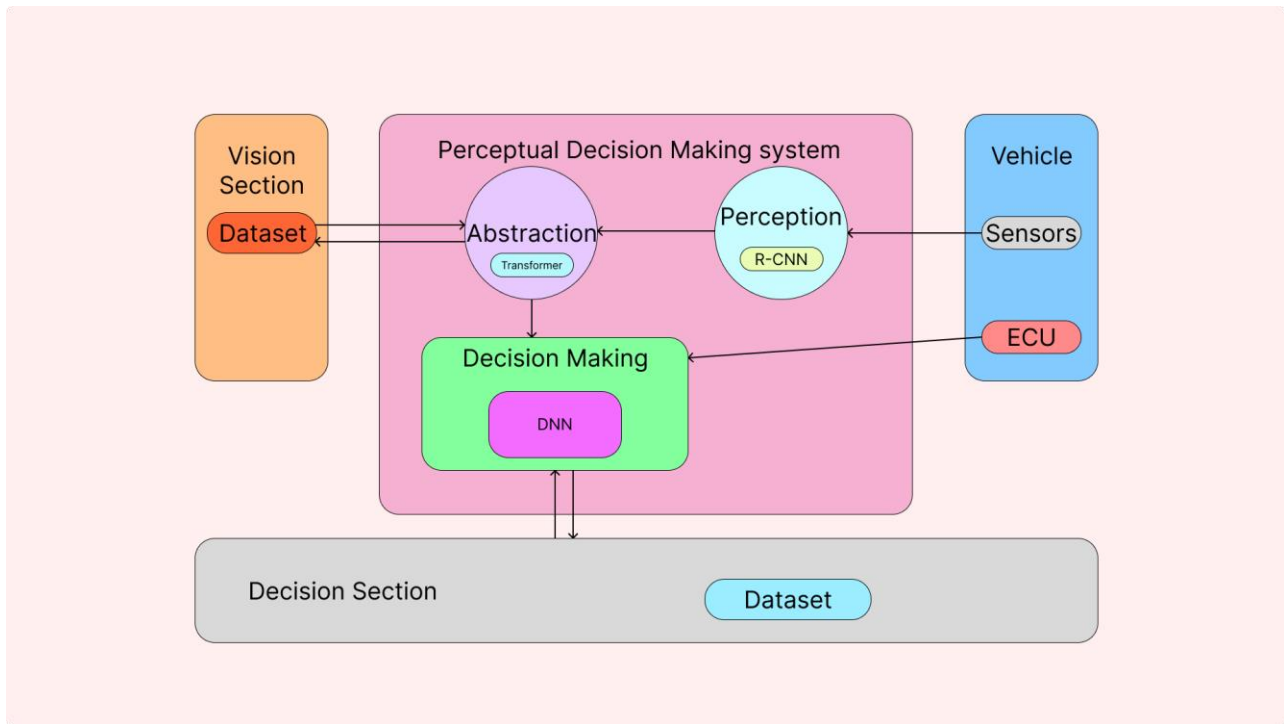 Vision
Section
Dataset
Perceptual Decision Making system
Abstraction
Transformer
Perception
R-CNN
Vehicle
Sensors
ECU
Decision Making
DNN
Decision Section
Dataset